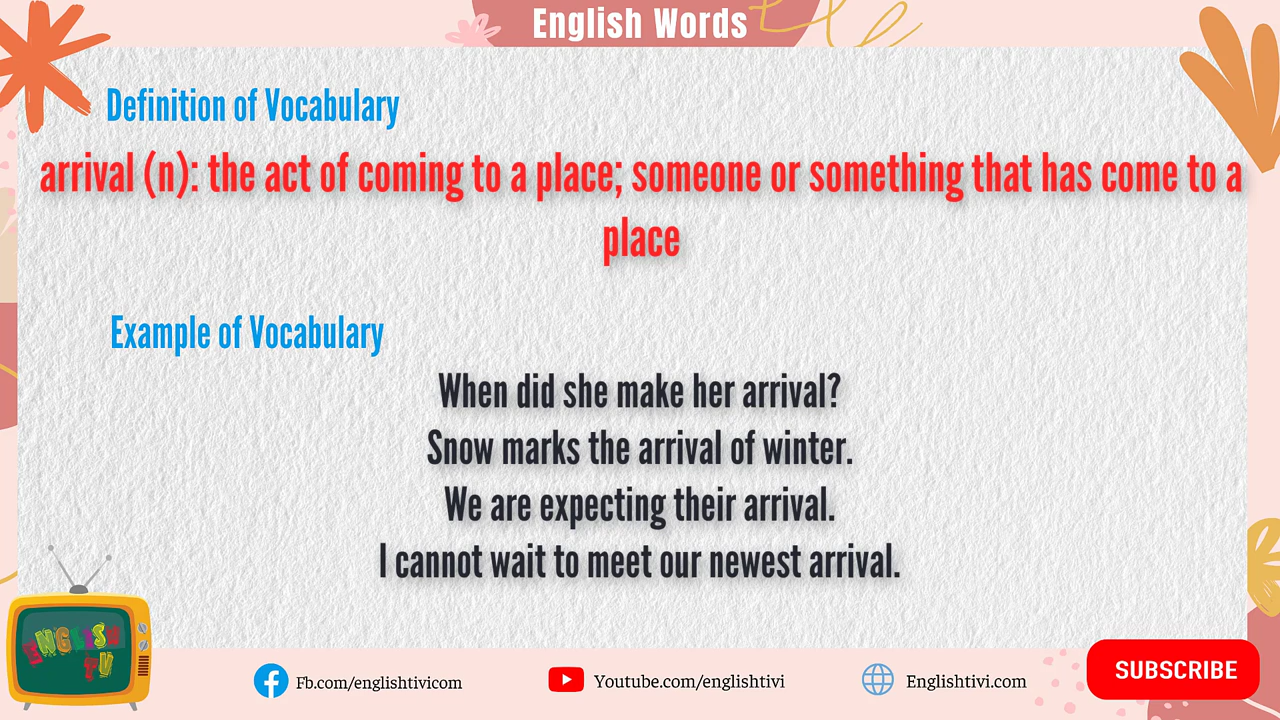 English Words
Definition of Vocabulary
arrival (n): the act of coming to a place; someone or something that has come to a
place
Example of Vocabulary
When did she make her arrival?
Snow marks the arrival of winter.
We are expecting their arrival.
I cannot wait to meet our newest arrival.
ENGLISH
TV
Fb.com/englishtivicom
Youtube.com/englishtivi
Englishtivi.com
SUBSCRIBE